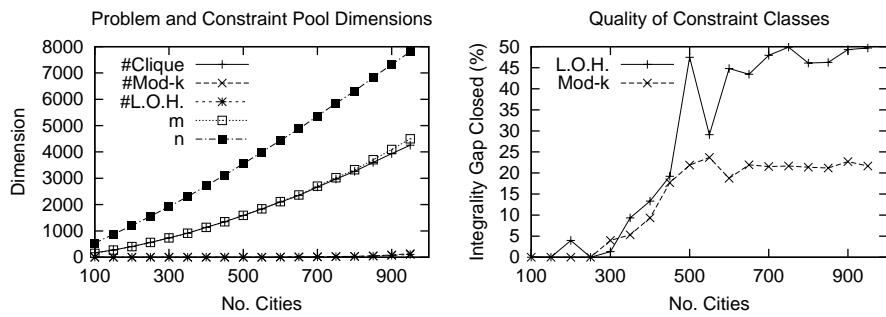 Problem and Constraint Pool Dimensions
Dimension
8000
7000
6000
5000
4000
3000
2000
1000
0
#Clique
#Mod-k
#L.O.H.
m
n
100 300 500 700 900
No. Cities
Quality of Constraint Classes
Integrality Gap Closed (%)
50
45
40
35
30
25
20
15
10
5
0
L.O.H.
Mod-k
100 300 500 700 900
No. Cities